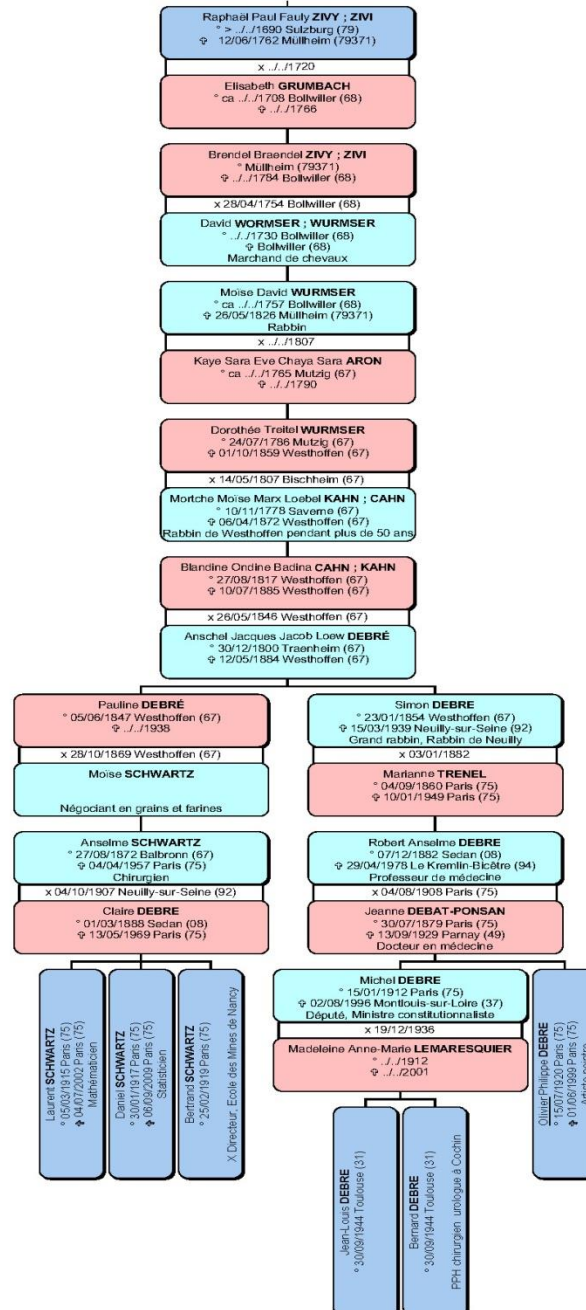 Raphaël Paul Fauly ZIVY ; ZIVI
° > ../../1690 Sulzburg (79)
✞ 12/06/1762 Müllheim (79371)
x ../../1720
Elisabeth GRUMBACH
° ca ../../1708 Bollwiller (68)
✞ ../../1766
Brendel Braendel ZIVY ; ZIVI
° Müllheim (79371)
✞ ../../1784 Bollwiller (68)
x 28/04/1754 Bollwiller (68)
David WORMSER ; WURMSER
° ../../1730 Bollwiller (68)
✞ Bollwiller (68)
Marchand de chevaux
Moïse David WURMSER
° ca ../../1757 Bollwiller (68)
✞ 26/05/1826 Müllheim (79371)
Rabbin
x ../../1807
Kaye Sara Eve Chaya Sara ARON
° ca ../../1765 Mutzig (67)
✞ ../../1790
Dorothée Treitel WURMSER
° 24/07/1786 Mutzig (67)
✞ 01/10/1859 Westhoffen (67)
x 14/05/1807 Bischheim (67)
Mortche Moïse Marx Loebel KAHN ; CAHN
° 10/11/1778 Saverne (67)
✞ 06/04/1872 Westhoffen (67)
Rabbin de Westhoffen pendant plus de 50 ans
Blandine Ondine Badina CAHN ; KAHN
° 27/08/1817 Westhoffen (67)
✞ 10/07/1885 Westhoffen (67)
x 26/05/1846 Westhoffen (67)
Anschel Jacques Jacob Loew DEBRÉ
° 30/12/1800 Traenheim (67)
✞ 12/05/1884 Westhoffen (67)
Pauline DEBRÉ
° 05/06/1847 Westhoffen (67)
✞ ../../1938
x 28/10/1869 Westhoffen (67)
Moïse SCHWARTZ
Négociant en grains et farines
Anselme SCHWARTZ
° 27/08/1872 Balbronn (67)
✞ 04/04/1957 Paris (75)
Chirurgien
x 04/10/1907 Neuilly-sur-Seine (92)
Claire DEBRE
° 01/03/1888 Sedan (08)
✞ 13/05/1969 Paris (75)
Laurent SCHWARTZ
° 05/03/1915 Paris (75)
✞ 04/07/2002 Paris (75)
Mathématicien
Daniel SCHWARTZ
° 30/01/1917 Paris (75)
✞ 06/09/2009 Paris (75)
Statisticien
Bertrand SCHWARTZ
° 25/02/1919 Paris (75)
X Directeur, Ecole des Mines de Nancy
Simon DEBRE
° 23/01/1854 Westhoffen (67)
✞ 15/03/1939 Neuilly-sur-Seine (92)
Grand rabbin, Rabbin de Neuilly
x 03/01/1882
Marianne TRENEL
° 04/09/1860 Paris (75)
✞ 10/01/1949 Paris (75)
Robert Anselme DEBRE
° 07/12/1882 Sedan (08)
✞ 29/04/1978 Le Kremlin-Bicêtre (94)
Professeur de médecine
x 04/08/1908 Paris (75)
Jeanne DEBAT-PONSAN
° 30/07/1879 Paris (75)
✞ 13/09/1929 Parnay (49)
Docteur en médecine
Michel DEBRE
° 15/01/1912 Paris (75)
✞ 02/08/1996 Montlouis-sur-Loire (37)
Député, Ministre constitutionnaliste
x 19/12/1936
Madeleine Anne-Marie LEMARESQUIER
° ../../1912
✞ ../../2001
Jean-Louis DEBRE
° 30/09/1944 Toulouse (31)
Bernard DEBRE
° 30/09/1944 Toulouse (31)
PPH chirurgien urologue à Cochin
Olivier Philippe DEBRE
° 15/07/1920 Paris (75)
✞ 01/06/1999 Paris (75)
Artiste peintre